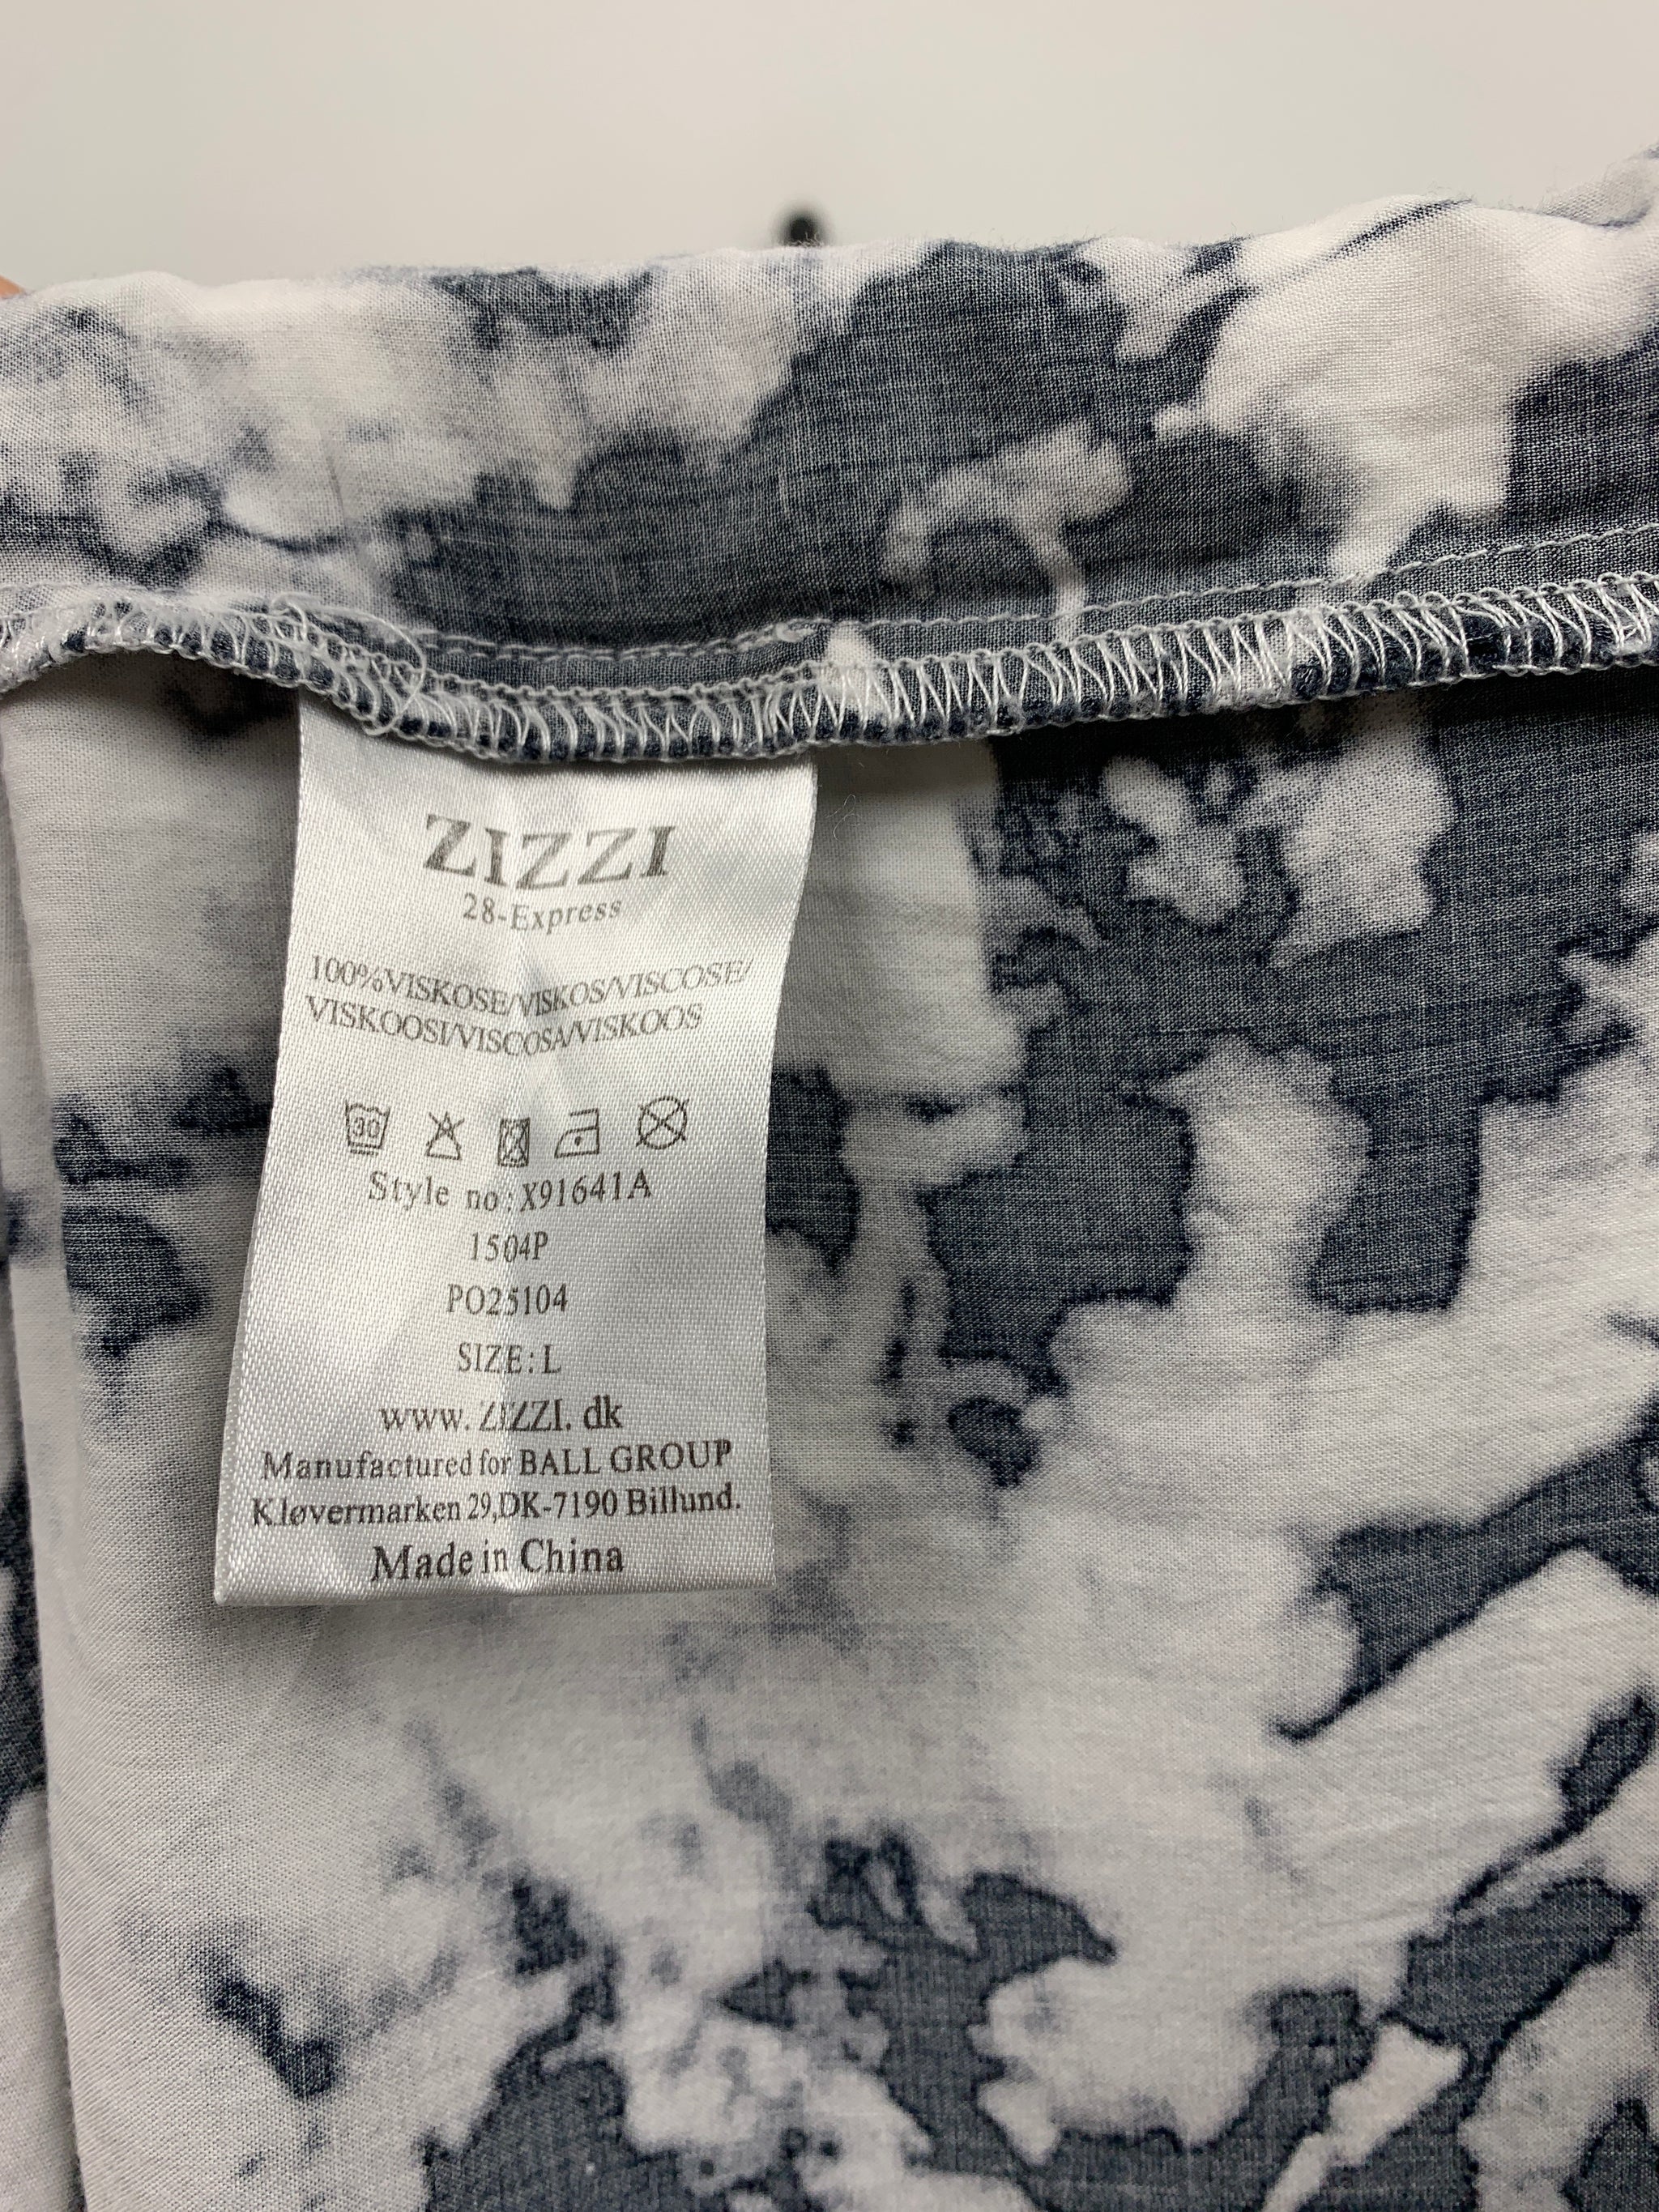 ZIZZI
28-Express
100%VISKOSE/VISKOS/VISCOSE/
VISKOOSI/VISCOSA/VISKOOS
30
Style no:X91641A
1504P
PO25104
SIZE:L
www. ZIZZI. dk
Manufactured for BALL GROUP
Kløvermarken 29,DK-7190 Billund.
Made in China